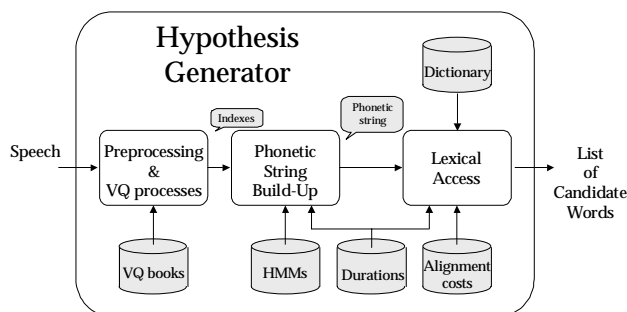 Hypothesis
Generator
Dictionary
Indexes
Phonetic
string
Speech
Preprocessing
&
VQ processes
Phonetic
String
Build-Up
Lexical
Access
List
of
Candidate
Words
VQ books
HMMs
Durations
Alignment
costs